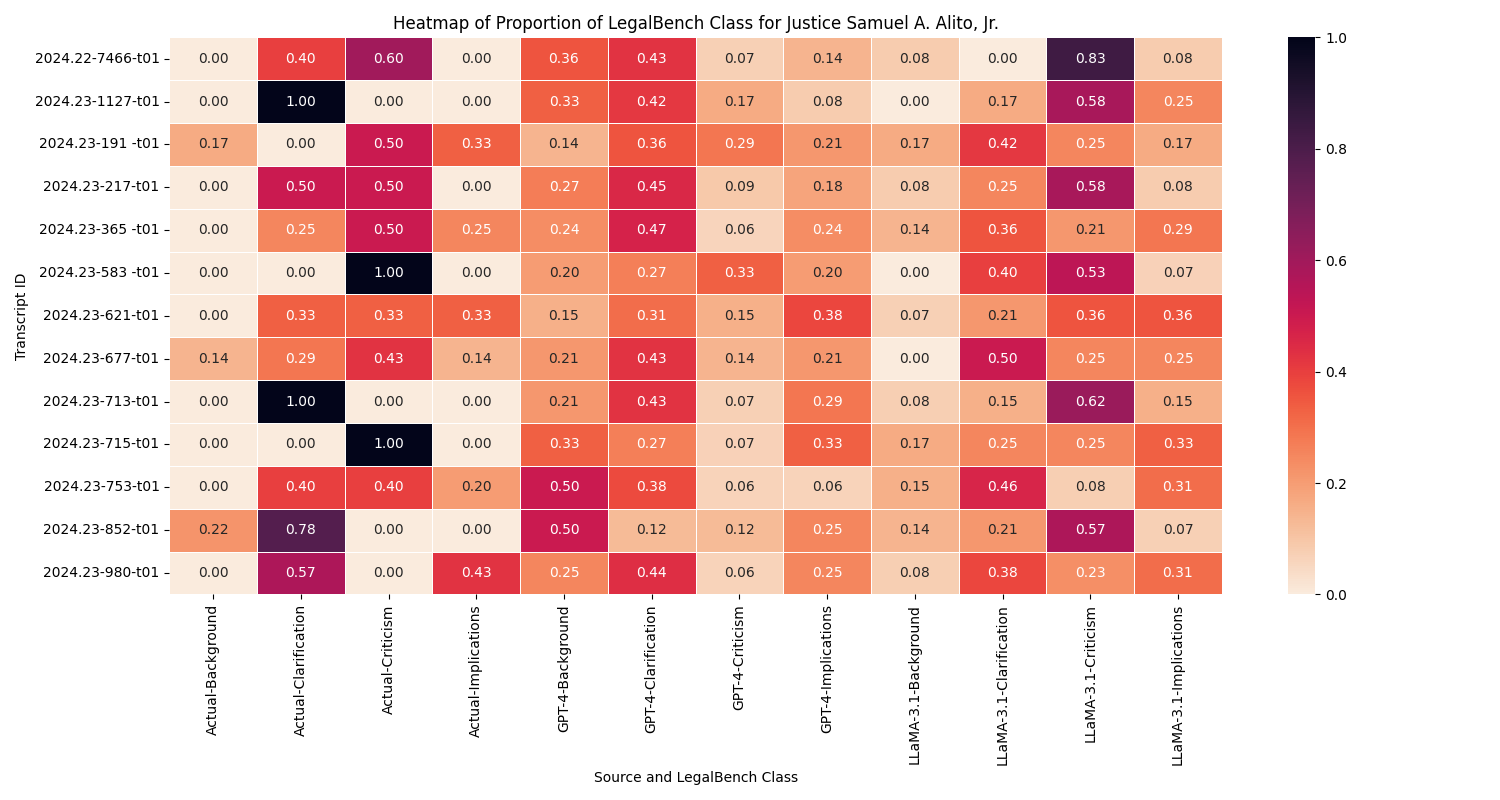 Heatmap of Proportion of LegalBench Class for Justice Samuel A. Alito, Jr.
Transcript ID
2024.22-7466-t01 0.00 0.40 0.60 0.00 0.36 0.43 0.07 0.14 0.08 0.00 0.83 0.08
2024.23-1127-t01 0.00 1.00 0.00 0.00 0.33 0.42 0.17 0.08 0.00 0.17 0.58 0.25
2024.23-191 -t01 0.17 0.00 0.50 0.33 0.14 0.36 0.29 0.21 0.17 0.42 0.25 0.17
2024.23-217-t01 0.00 0.50 0.50 0.00 0.27 0.45 0.09 0.18 0.08 0.25 0.58 0.08
2024.23-365 -t01 0.00 0.25 0.50 0.25 0.24 0.47 0.06 0.24 0.14 0.36 0.21 0.29
2024.23-583 -t01 0.00 0.00 1.00 0.00 0.20 0.27 0.33 0.20 0.00 0.40 0.53 0.07
2024.23-621-t01 0.00 0.33 0.33 0.33 0.15 0.31 0.15 0.38 0.07 0.21 0.36 0.36
2024.23-677-t01 0.14 0.29 0.43 0.14 0.21 0.43 0.14 0.21 0.00 0.50 0.25 0.25
2024.23-713-t01 0.00 1.00 0.00 0.00 0.21 0.43 0.07 0.29 0.08 0.15 0.62 0.15
2024.23-715-t01 0.00 0.00 1.00 0.00 0.33 0.27 0.07 0.33 0.17 0.25 0.25 0.33
2024.23-753-t01 0.00 0.40 0.40 0.20 0.50 0.38 0.06 0.06 0.15 0.46 0.08 0.31
2024.23-852-t01 0.22 0.78 0.00 0.00 0.50 0.12 0.12 0.25 0.14 0.21 0.57 0.07
2024.23-980-t01 0.00 0.57 0.00 0.43 0.25 0.44 0.06 0.25 0.08 0.38 0.23 0.31
Actual-Background
Actual-Clarification
Actual-Criticism
Actual-Implications
GPT-4-Background
GPT-4-Clarification
GPT-4-Criticism
GPT-4-Implications
LLaMA-3.1-Background
LLaMA-3.1-Clarification
LLaMA-3.1-Criticism
LLaMA-3.1-Implications
Source and LegalBench Class
1.0
0.8
0.6
0.4
0.2
0.0